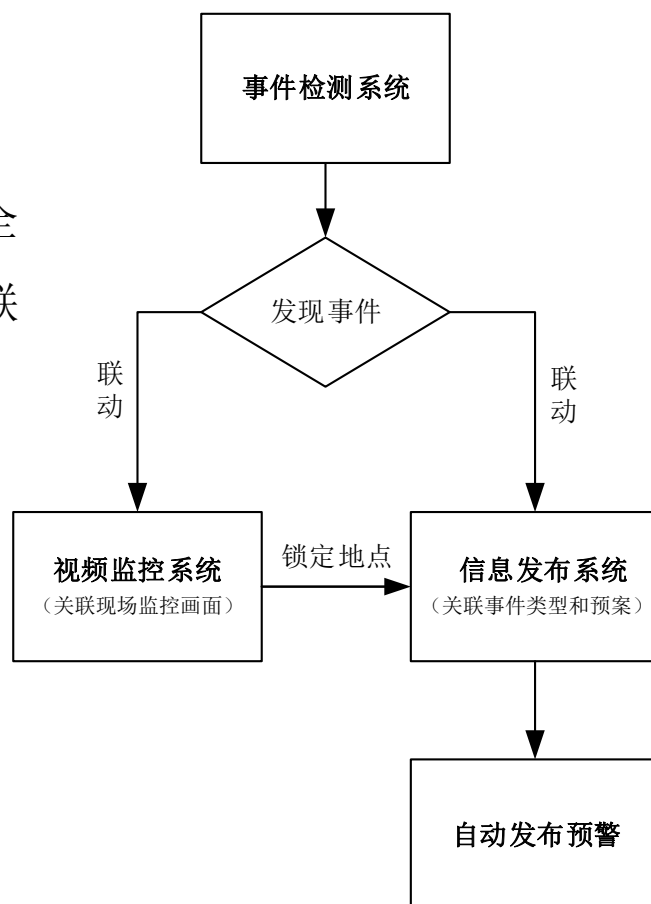 事件检测系统
全
联
发现事件
联动
联动
锁定地点
视频监控系统
（关联现场监控画面）
信息发布系统
（关联事件类型和预案）
自动发布预警